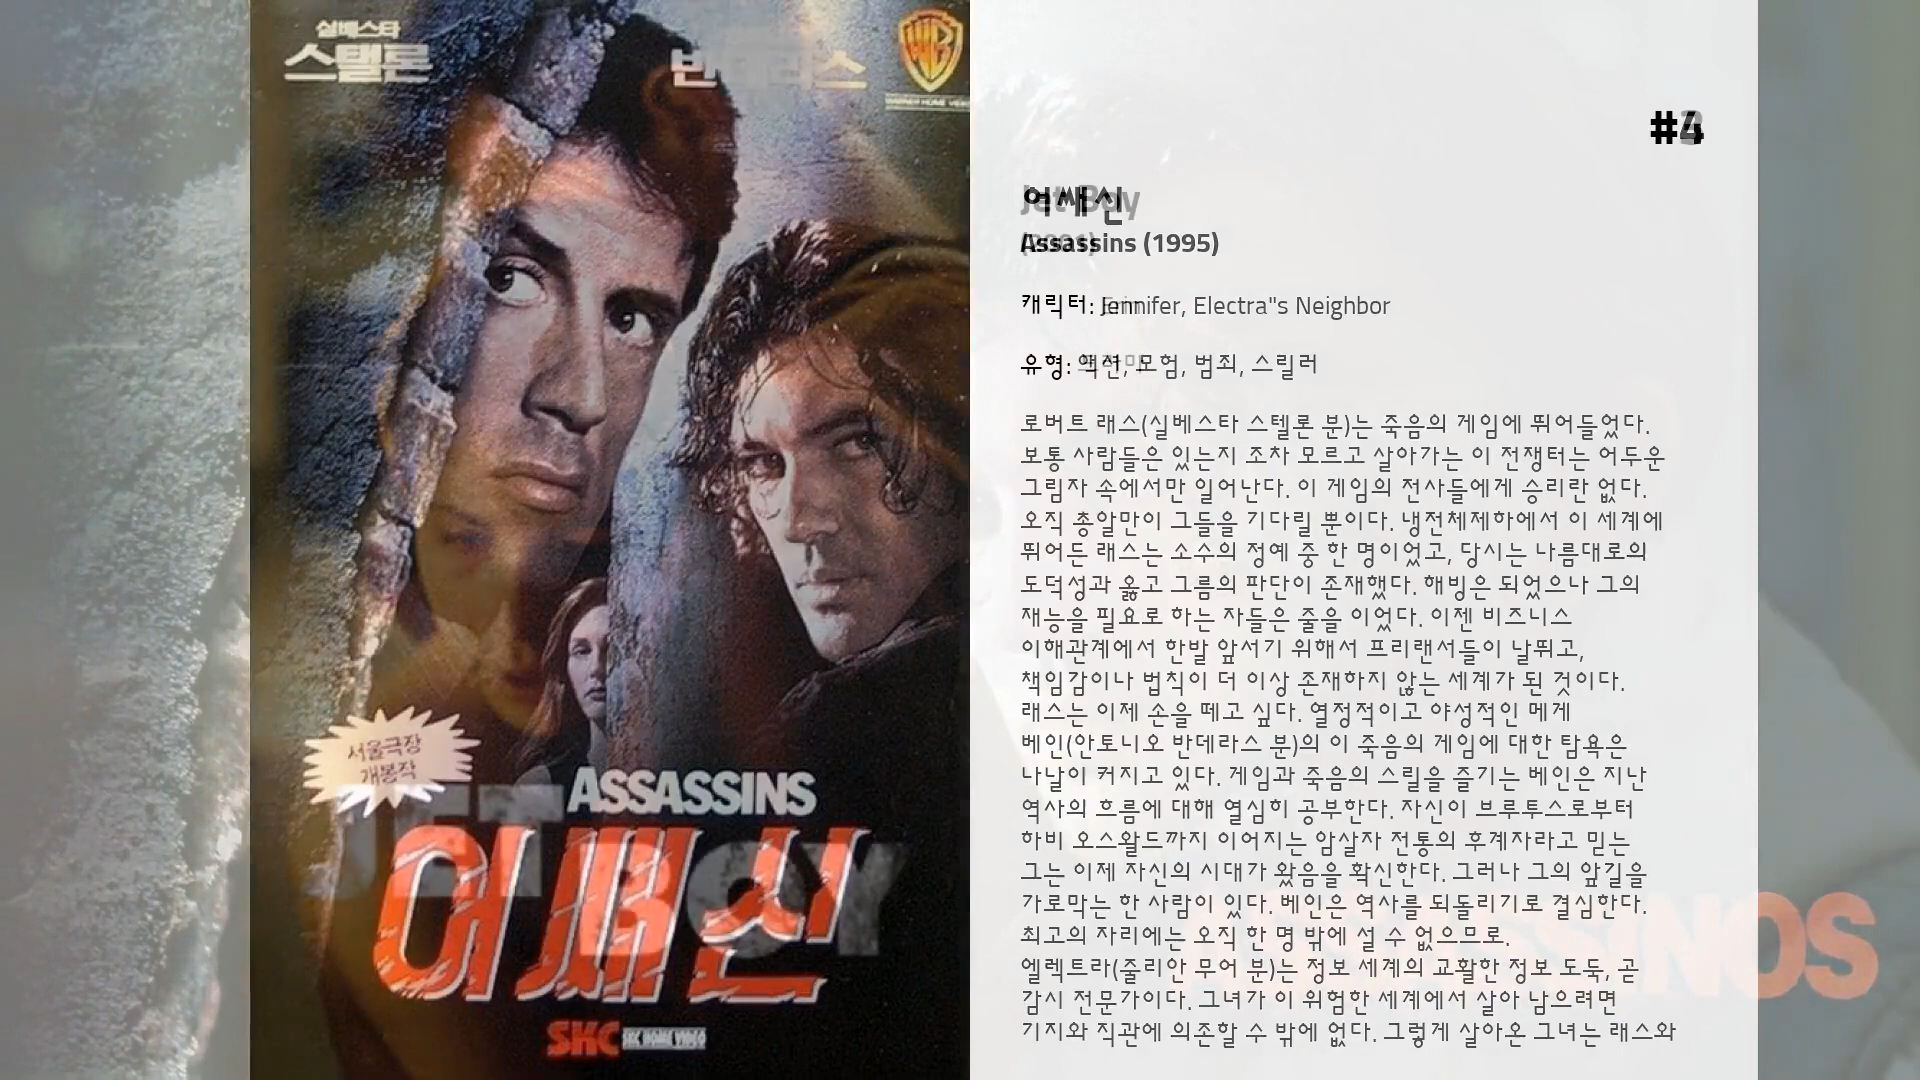 실베스타
스탤론
반데라스
WB
WARNER HOME VIDEO
서울극장
개봉작
ASSASSINS
JET BOY
어쌔신
SKC
SKC HOME VIDEO
#4
어쌔신
Jet Boy
Assassins (1995)
캐릭터: Jennifer, Electra"s Neighbor
유형: 액션, 모험, 범죄, 스릴러
로버트 래스(실베스타 스텔론 분)는 죽음의 게임에 뛰어들었다.
보통 사람들은 있는지 조차 모르고 살아가는 이 전쟁터는 어두운
그림자 속에서만 일어난다. 이 게임의 전사들에게 승리란 없다.
오직 총알만이 그들을 기다릴 뿐이다. 냉전체제하에서 이 세계에
뛰어든 래스는 소수의 정예 중 한 명이었고, 당시는 나름대로의
도덕성과 옳고 그름의 판단이 존재했다. 해빙은 되었으나 그의
재능을 필요로 하는 자들은 줄을 이었다. 이젠 비즈니스
이해관계에서 한발 앞서기 위해서 프리랜서들이 날뛰고,
책임감이나 법칙이 더 이상 존재하지 않는 세계가 된 것이다.
래스는 이제 손을 떼고 싶다. 열정적이고 야성적인 메게
베인(안토니오 반데라스 분)의 이 죽음의 게임에 대한 탐욕은
나날이 커지고 있다. 게임과 죽음의 스릴을 즐기는 베인은 지난
역사의 흐름에 대해 열심히 공부한다. 자신이 브루투스로부터
하비 오스왈드까지 이어지는 암살자 전통의 후계자라고 믿는
그는 이제 자신의 시대가 왔음을 확신한다. 그러나 그의 앞길을
가로막는 한 사람이 있다. 베인은 역사를 되돌리기로 결심한다.
최고의 자리에는 오직 한 명 밖에 설 수 없으므로.
엘렉트라(줄리안 무어 분)는 정보 세계의 교활한 정보 도둑, 곧
감시 전문가이다. 그녀가 이 위험한 세계에서 살아 남으려면
기지와 직관에 의존할 수 밖에 없다. 그렇게 살아온 그녀는 래스와